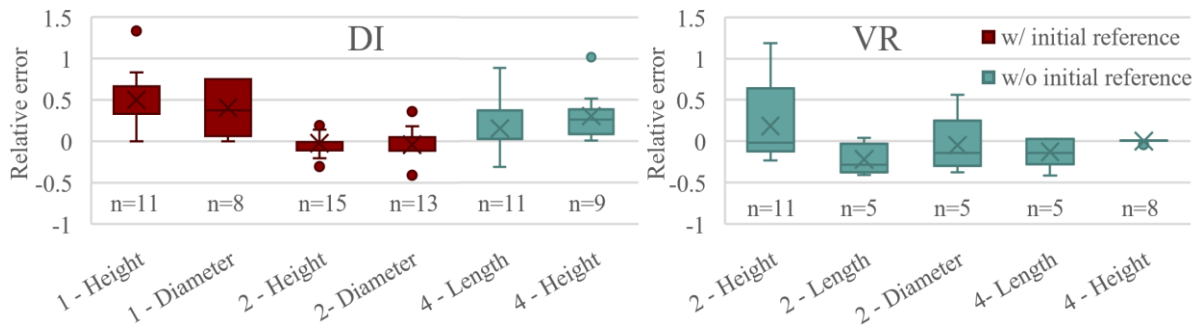 DI
Relative error
1.5
1
0.5
0
-0.5
-1
n=11
n=8
n=15
n=13
n=11
n=9
1 - Height
1 - Diameter
2 - Height
2 - Diameter
4 - Length
4 - Height
VR
Relative error
1.5
1
0.5
0
-0.5
-1
w/ initial reference
w/o initial reference
n=11
n=5
n=5
n=5
n=8
2 - Height
2 - Length
2 - Diameter
4- Length
4 - Height